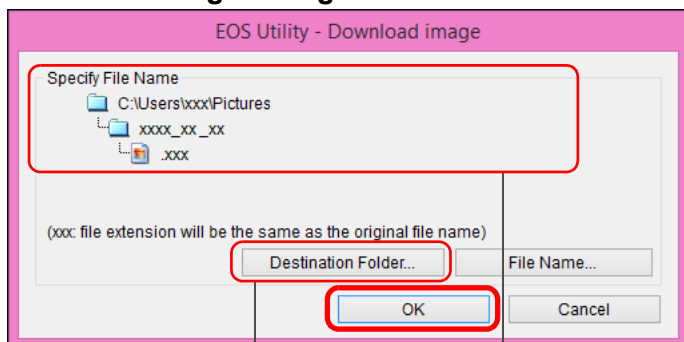 EOS Utility - Download image
Specify File Name
C:\Users\xxx\Pictures
xxxx_xx_xx
.xxx
(xxx: file extension will be the same as the original file name)
Destination Folder... File Name...
OK Cancel